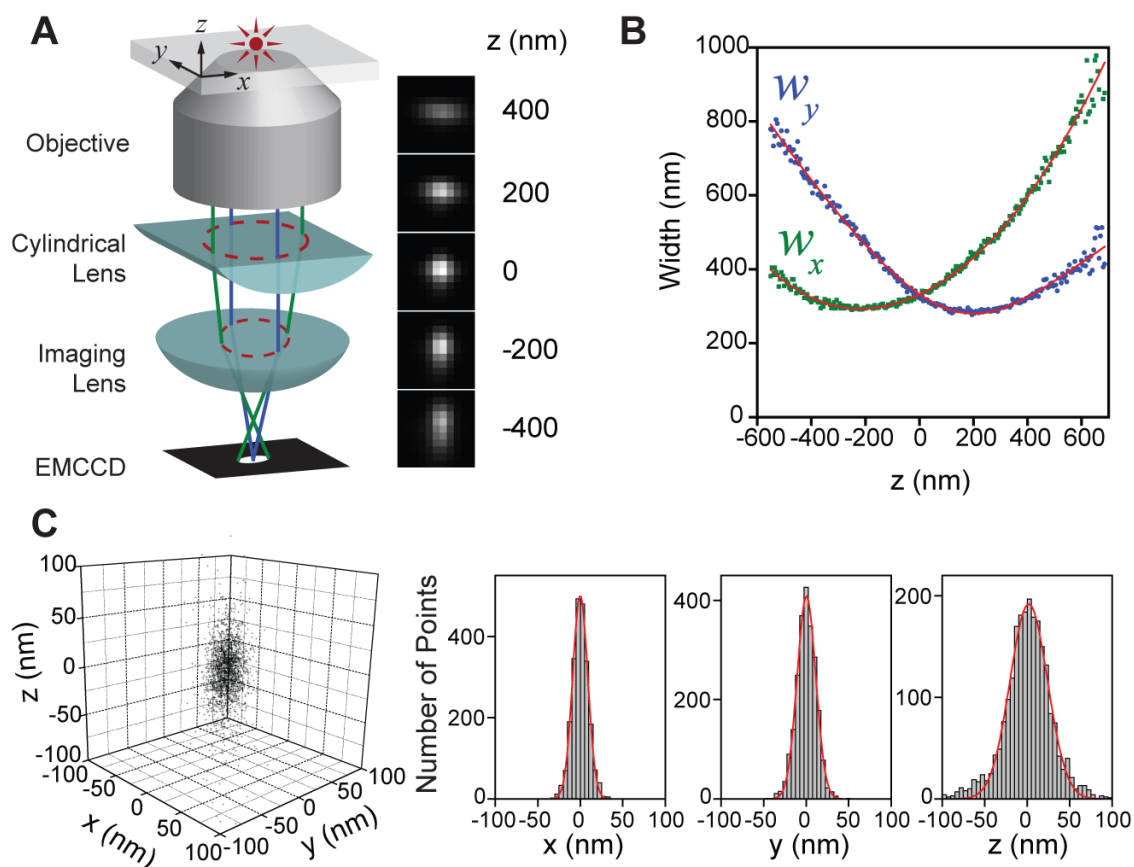 A
z
y
x
Objective
Cylindrical
Lens
Imaging
Lens
EMCCD
z (nm)
400
200
0
-200
-400
B
1000
800
600
400
200
0
Width (nm)
wy
wx
-600 -400 -200 0 200 400 600
z (nm)
C
100
50
0
-50
-100
z (nm)
-100
-50
0
50
100
x (nm)
-100
-50
0
50
100
y (nm)
Number of Points
400
200
0
-100 -50 0 50 100
x (nm)
400
200
0
-100 -50 0 50 100
y (nm)
200
100
0
-100 -50 0 50 100
z (nm)